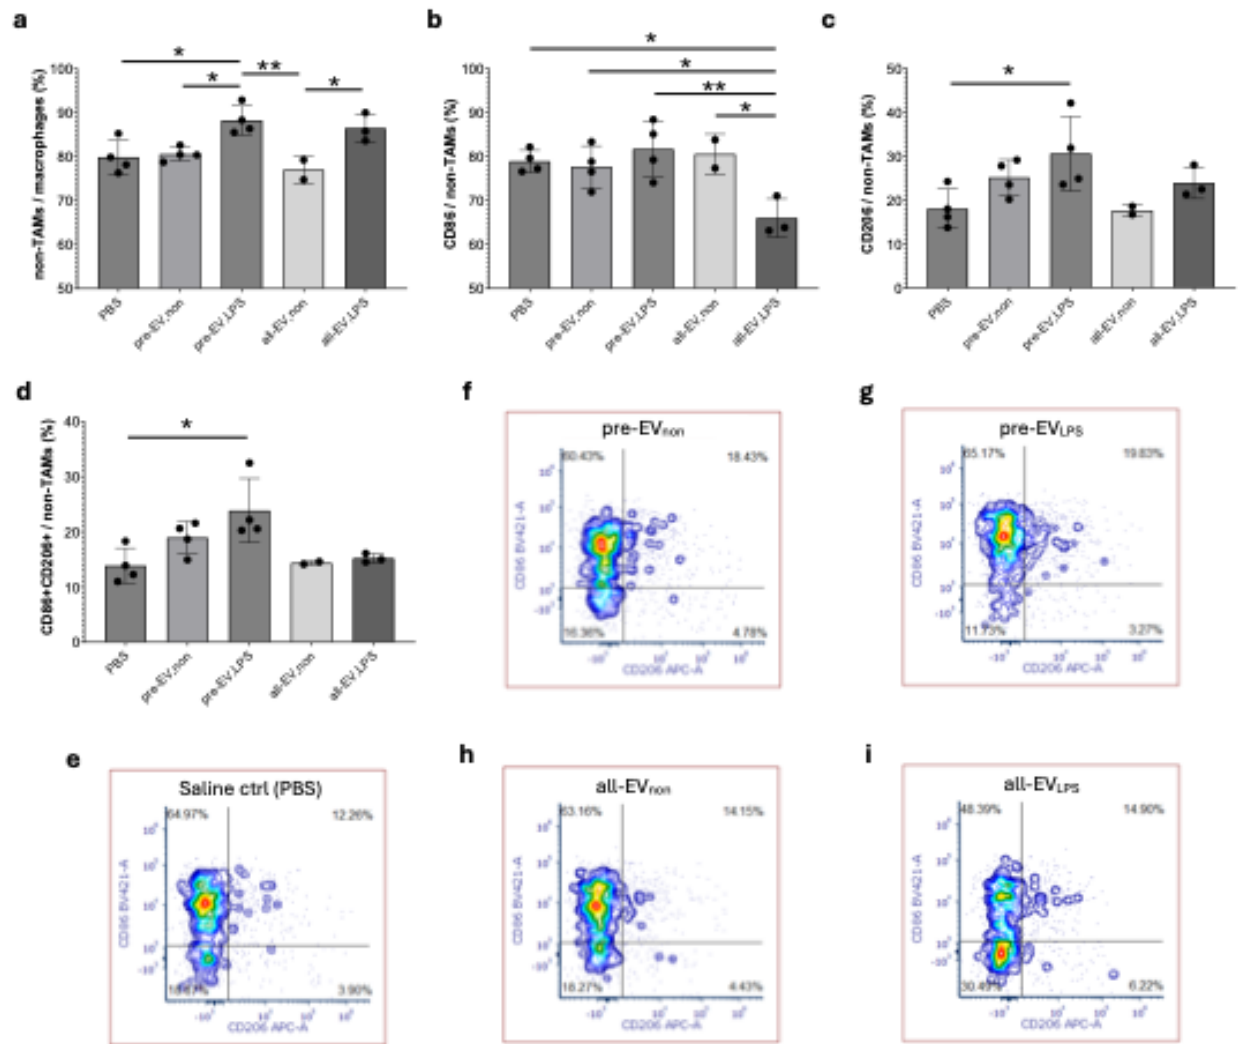 a
non-TAMs / macrophages (%)
100
90
80
70
60
50
*
*
**
*
PBS
pre-EV,non
pre-EV,LPS
all-EV,non
all-EV,LPS
b
CD86 / non-TAMs (%)
100
90
80
70
60
50
*
*
**
*
PBS
pre-EV,non
pre-EV,LPS
all-EV,non
all-EV,LPS
c
CD206 / non-TAMs (%)
50
40
30
20
10
0
*
PBS
pre-EV,non
pre-EV,LPS
all-EV,non
all-EV,LPS
d
CD86+CD206+ / non-TAMs (%)
40
30
20
10
0
*
PBS
pre-EV,non
pre-EV,LPS
all-EV,non
all-EV,LPS
f
pre-EVnon
60.43%
18.43%
16.36%
4.78%
CD86 BV421-A
CD206 APC-A
g
pre-EVLPS
65.17%
19.83%
11.73%
3.27%
CD86 BV421-A
CD206 APC-A
e
Saline ctrl (PBS)
64.97%
12.26%
3.90%
CD86 BV421-A
CD206 APC-A
h
all-EVnon
63.16%
14.15%
18.27%
4.43%
CD86 BV421-A
CD206 APC-A
i
all-EVLPS
48.39%
14.90%
30.49%
6.22%
CD86 BV421-A
CD206 APC-A